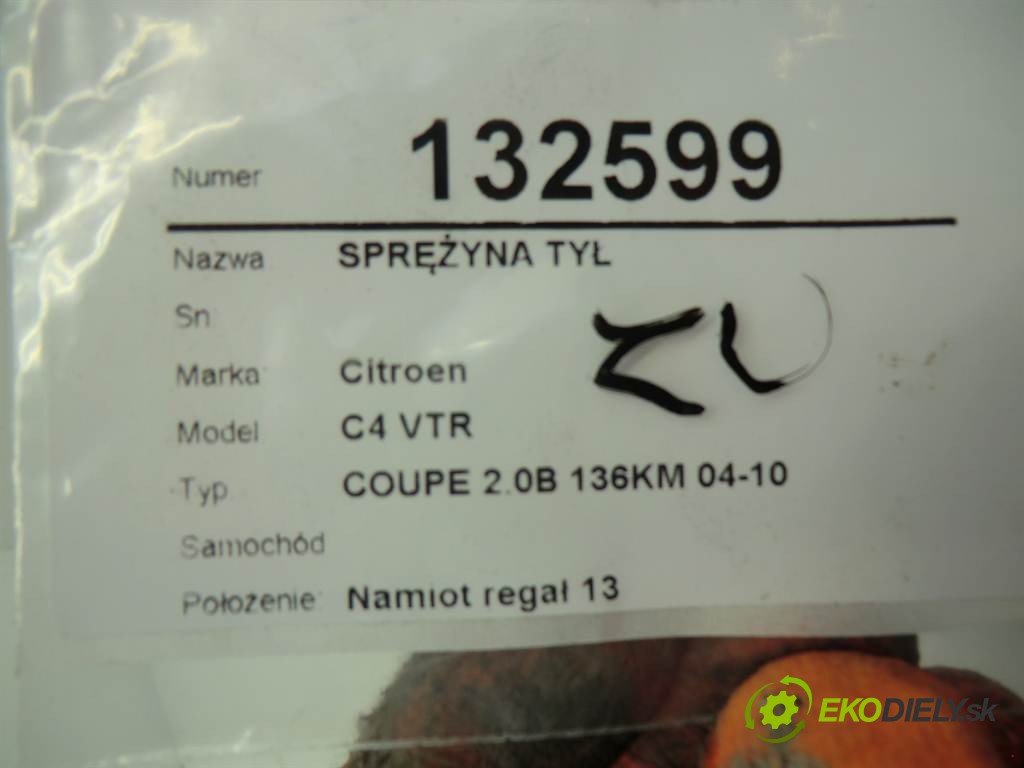 Numer 132599
Nazwa SPRĘŻYNA TYŁ
Sn
Marka Citroen
Model C4 VTR
Typ COUPE 2.0B 136KM 04-10
Samochód
Położenie: Namiot regał 13
EKODIELY.sk